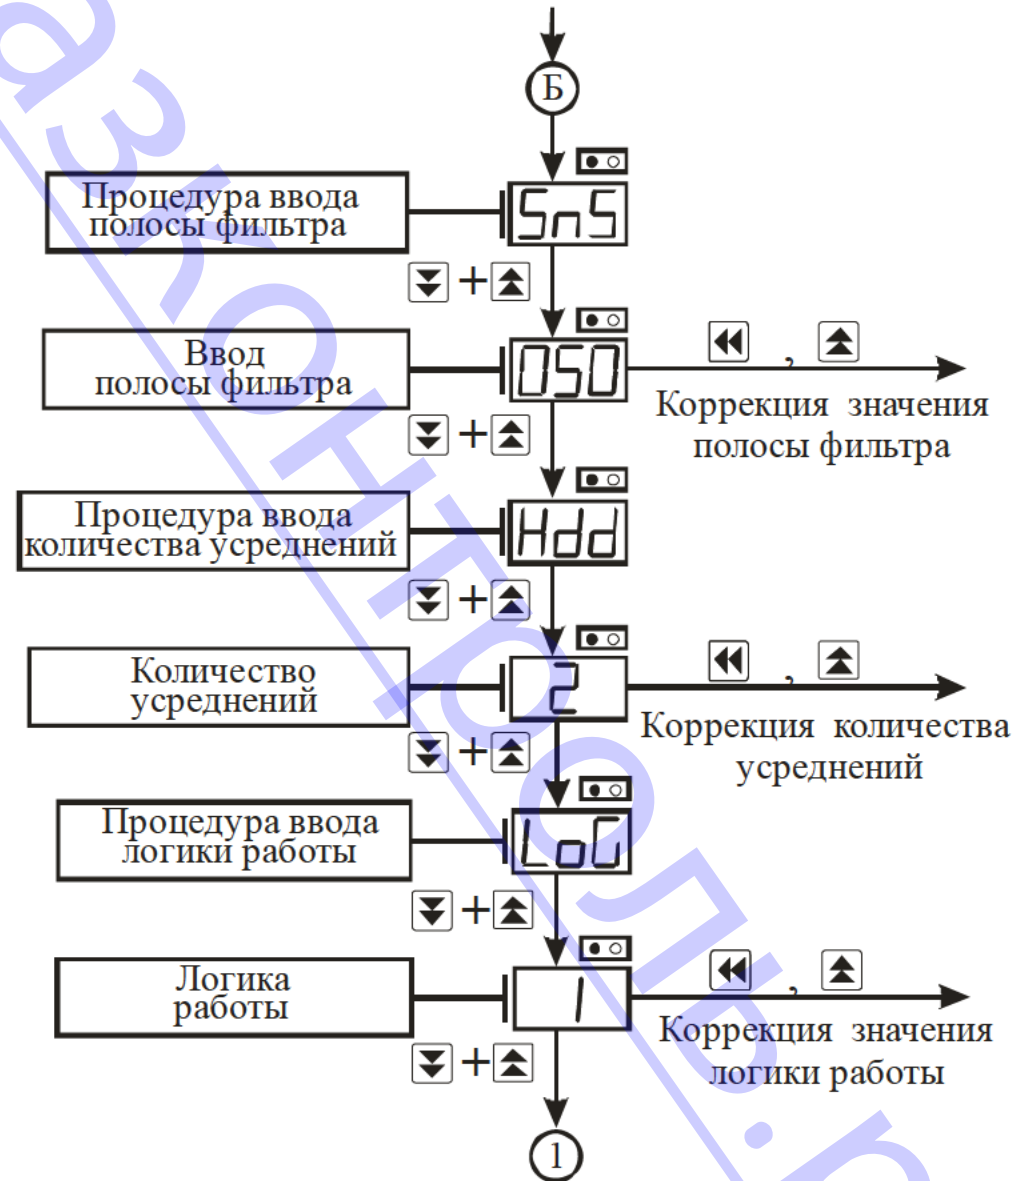 Б
Процедура ввода
полосы фильтра
SnS
+
Ввод
полосы фильтра
050
,
Коррекция значения
полосы фильтра
+
Процедура ввода
количества усреднений
Hdd
+
Количество
усреднений
2
,
Коррекция количества
усреднений
+
Процедура ввода
логики работы
LoG
+
Логика
работы
1
,
Коррекция значения
логики работы
+
1
азконтроль.р